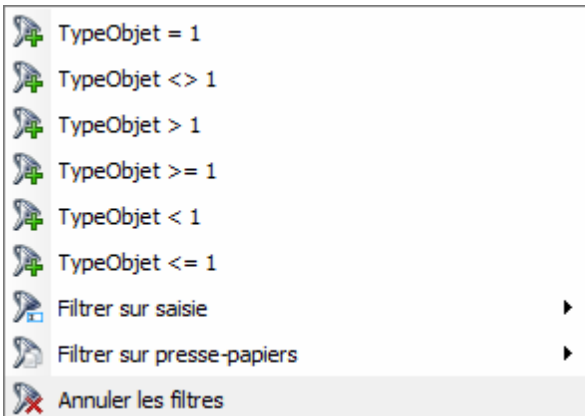 TypeObjet = 1
TypeObjet <> 1
TypeObjet > 1
TypeObjet >= 1
TypeObjet < 1
TypeObjet <= 1
Filtrer sur saisie
Filtrer sur presse-papiers
Annuler les filtres